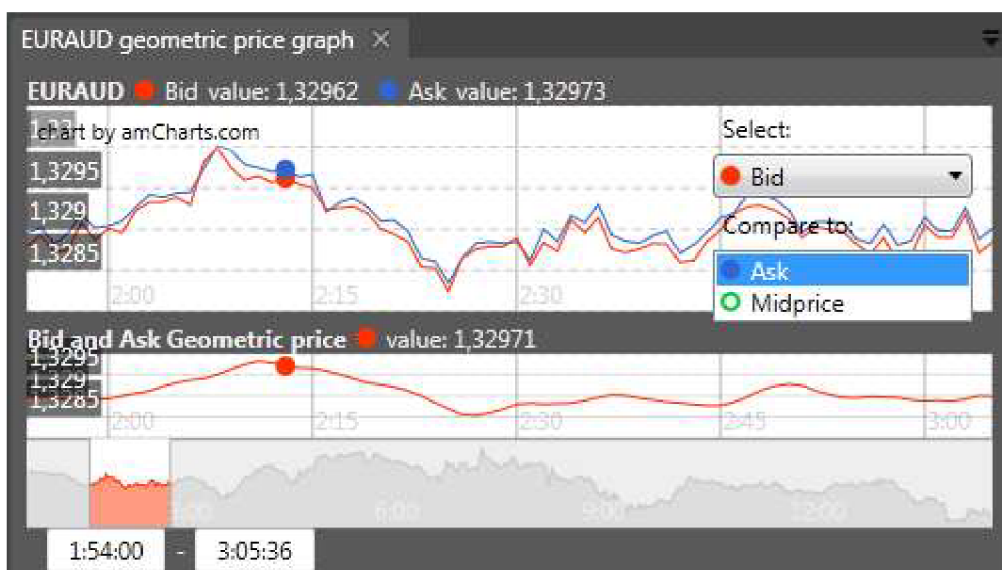 EURAUD geometric price graph ×
EURAUD Bid value: 1,32962 Ask value: 1,32973
1,33
chart by amCharts.com
Select:
1,3295
Bid
1,329
Compare to:
1,3285
Ask
2:00 2:15 2:30
Midprice
Bid and Ask Geometric price value: 1,32971
1,3295
1,329
1,3285
2:00 2:15 2:30 2:45 3:00
6:00 9:00 12:00
1:54:00 - 3:05:36